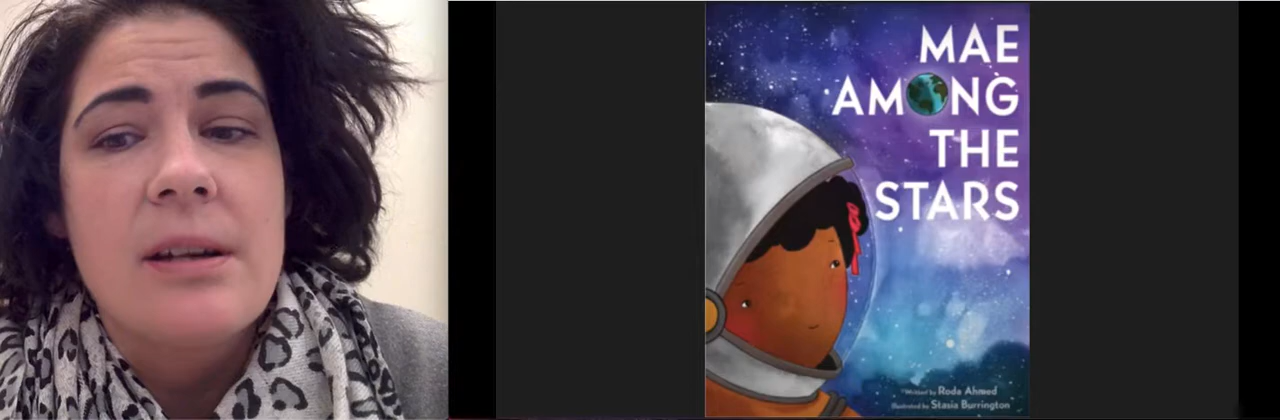 MAE
AMONG
THE
STARS
Written by Roda Ahmed
Illustrated by Stasia Burrington